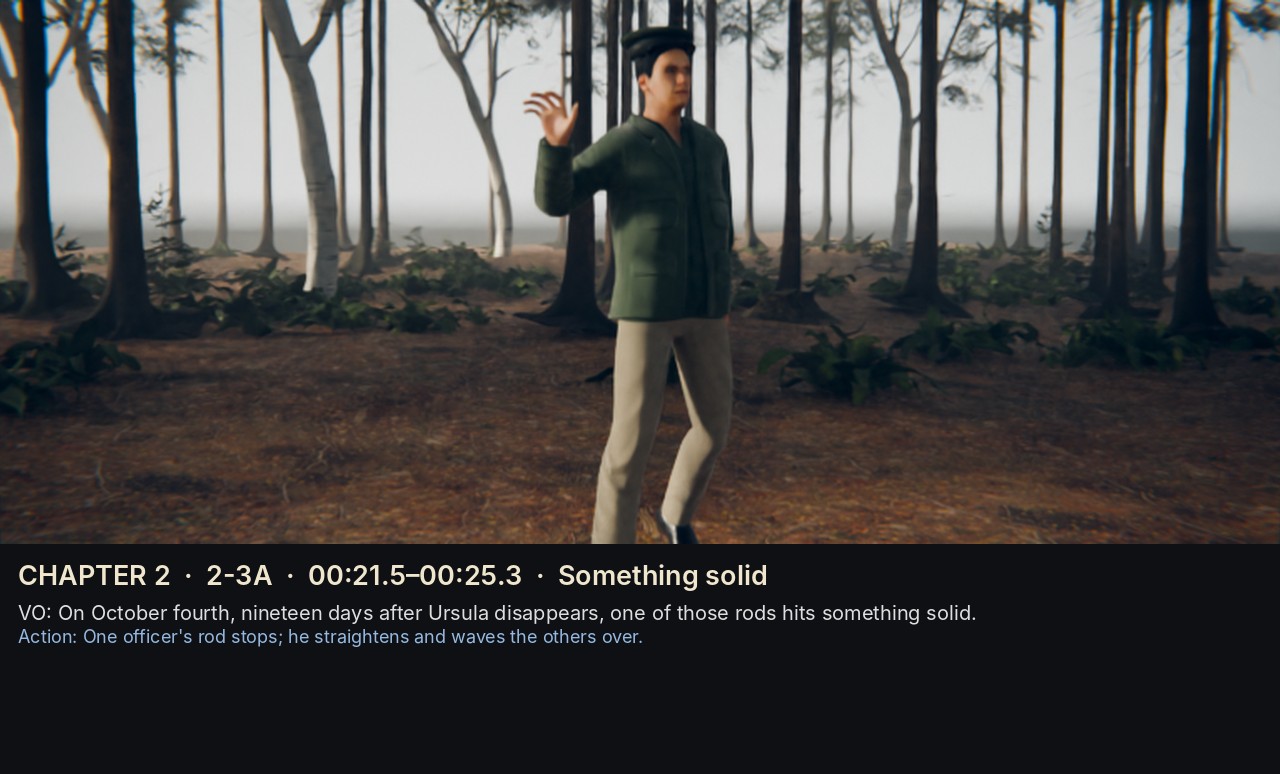 CHAPTER 2 · 2-3A · 00:21.5–00:25.3 · Something solid
VO: On October fourth, nineteen days after Ursula disappears, one of those rods hits something solid.
Action: One officer's rod stops; he straightens and waves the others over.